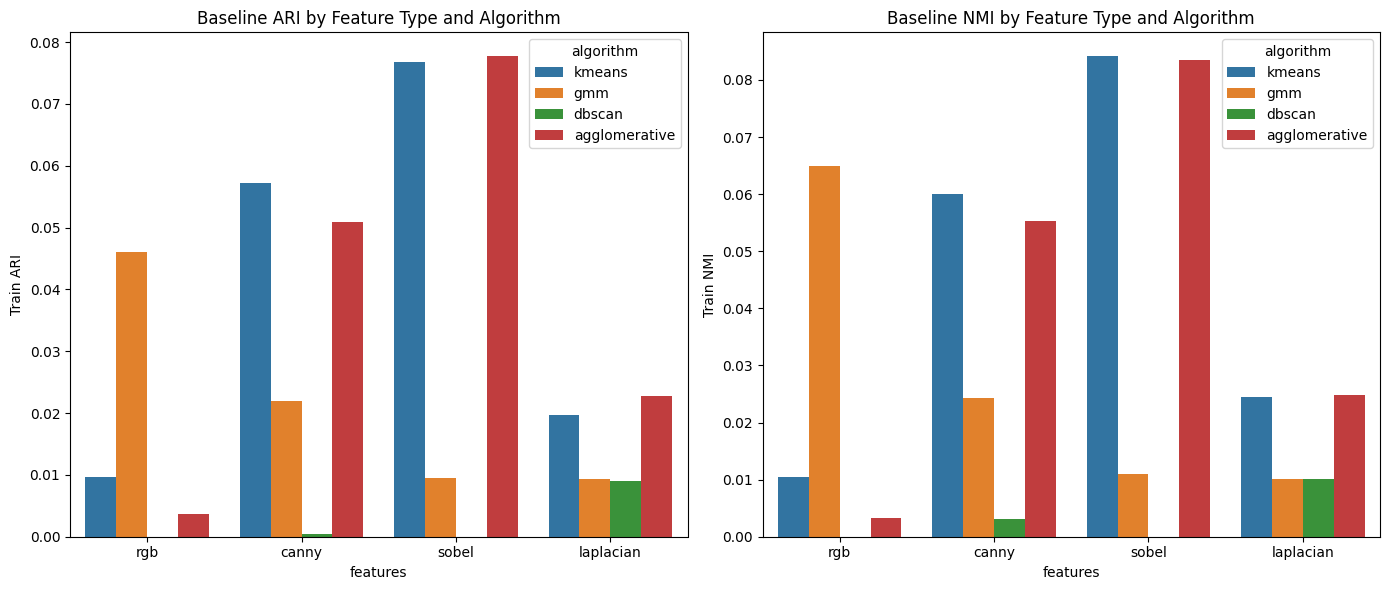 Baseline ARI by Feature Type and Algorithm
Train ARI
0.08
0.07
0.06
0.05
0.04
0.03
0.02
0.01
0.00
algorithm
kmeans
gmm
dbscan
agglomerative
rgb
canny
sobel
laplacian
features
Baseline NMI by Feature Type and Algorithm
Train NMI
0.08
0.07
0.06
0.05
0.04
0.03
0.02
0.01
0.00
algorithm
kmeans
gmm
dbscan
agglomerative
rgb
canny
sobel
laplacian
features